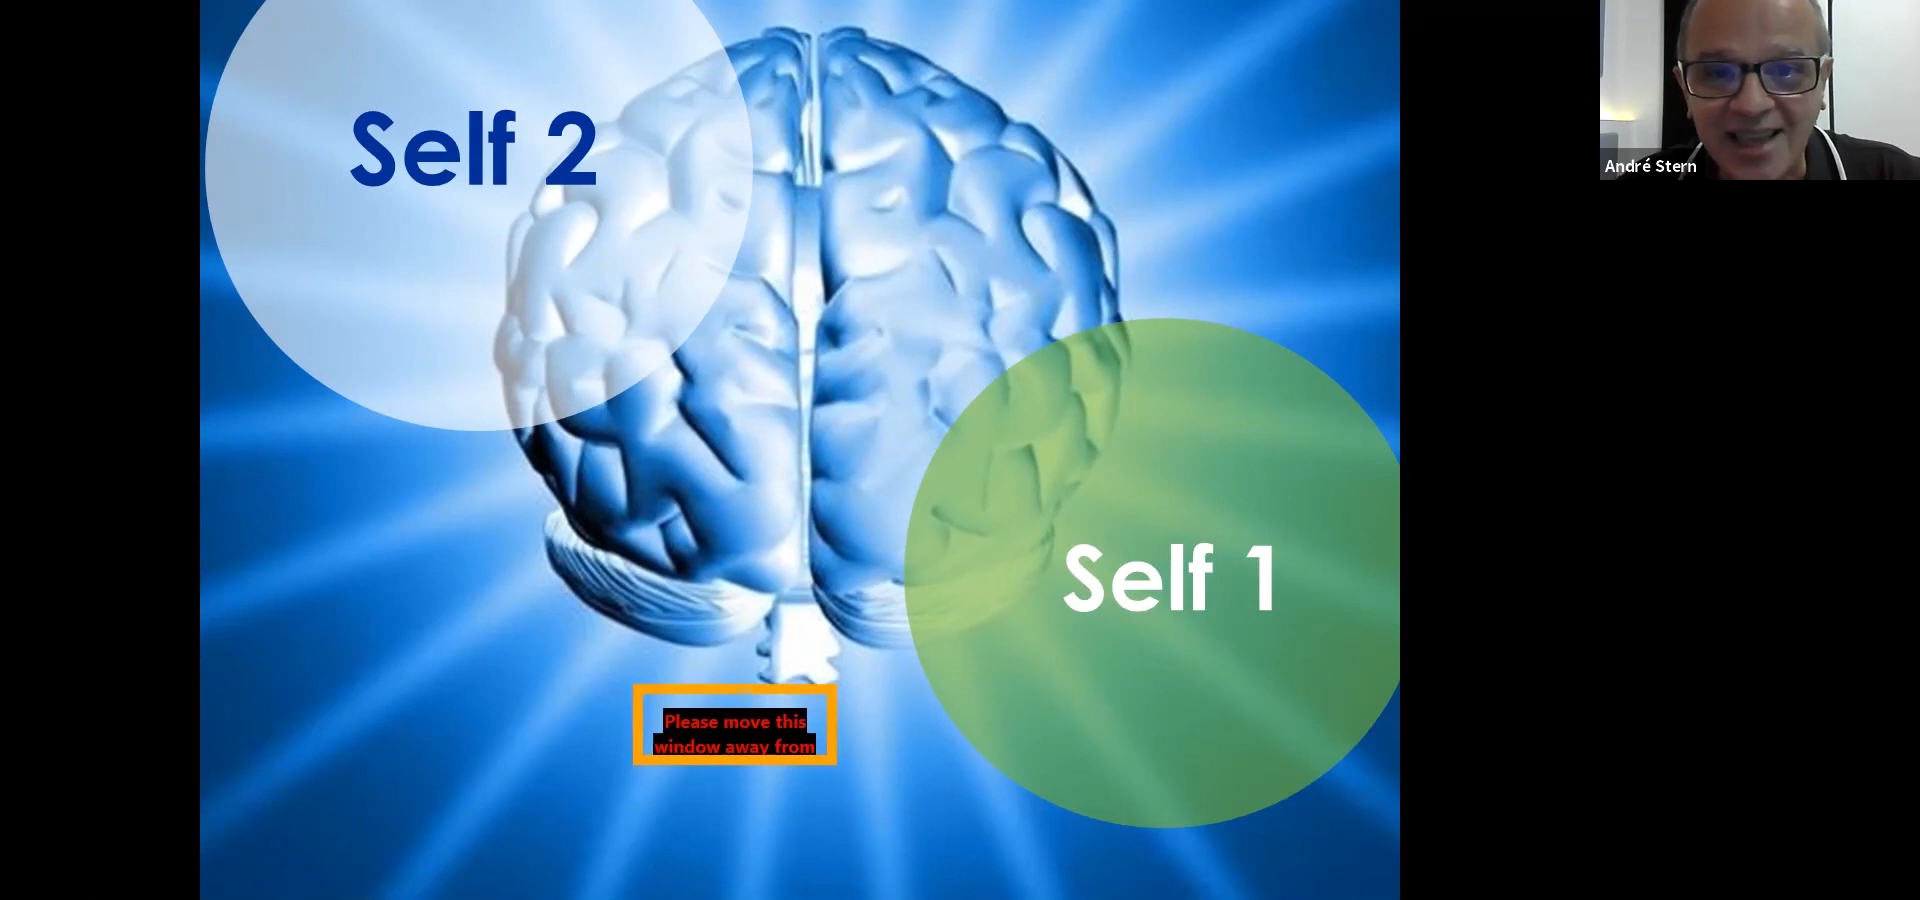 Self 2
André Stern
Self 1
Please move this
window away from